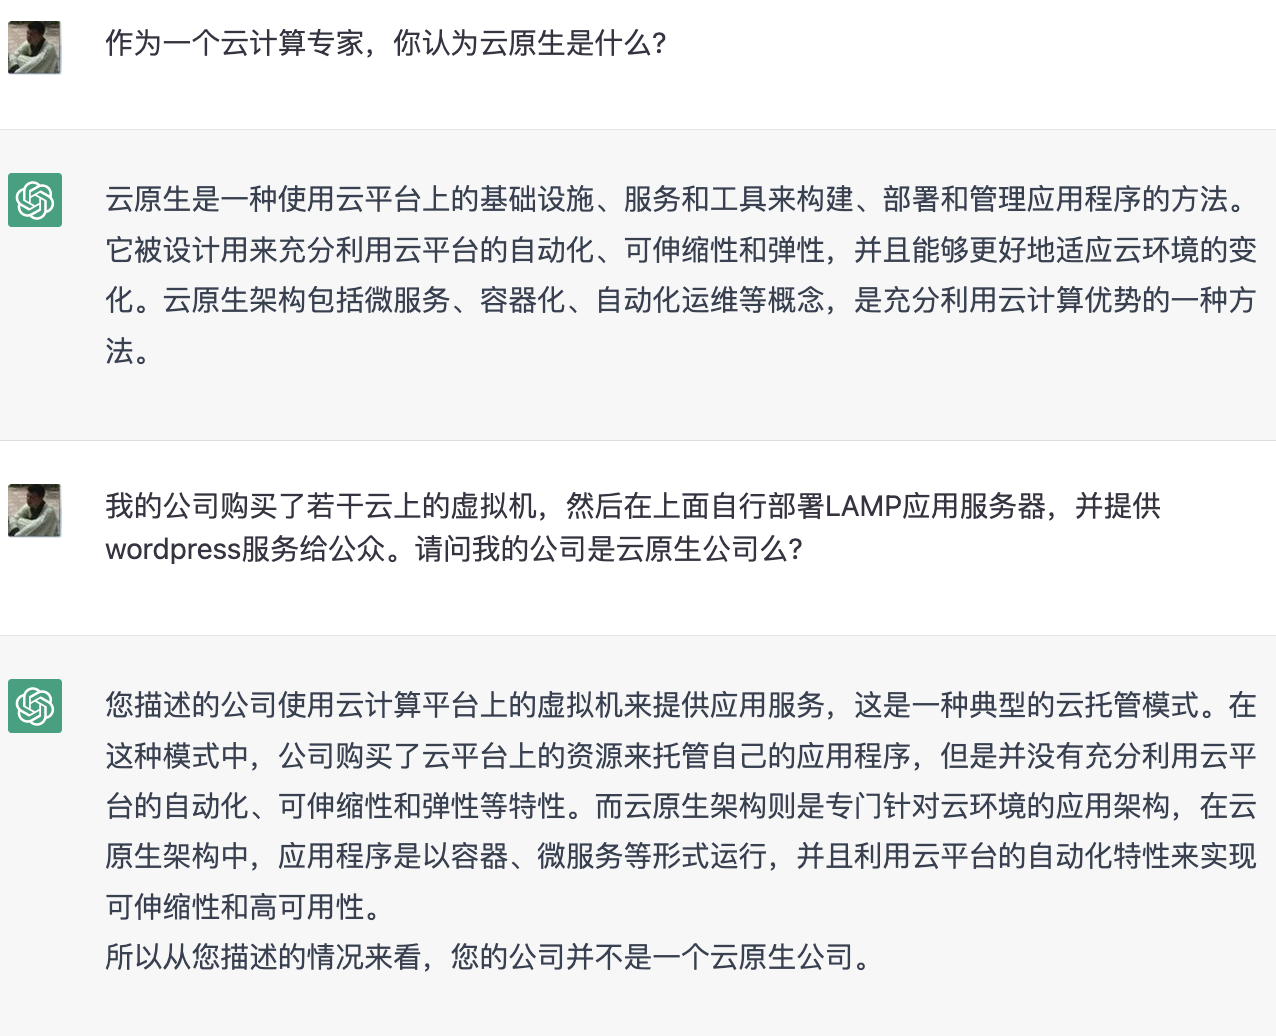 作为一个云计算专家，你认为云原生是什么?
云原生是一种使用云平台上的基础设施、服务和工具来构建、部署和管理应用程序的方法。
它被设计用来充分利用云平台的自动化、可伸缩性和弹性，并且能够更好地适应云环境的变
化。云原生架构包括微服务、容器化、自动化运维等概念，是充分利用云计算优势的一种方
法。
我的公司购买了若干云上的虚拟机，然后在上面自行部署LAMP应用服务器，并提供
wordpress服务给公众。请问我的公司是云原生公司么?
您描述的公司使用云计算平台上的虚拟机来提供应用服务，这是一种典型的云托管模式。在
这种模式中，公司购买了云平台上的资源来托管自己的应用程序，但是并没有充分利用云平
台的自动化、可伸缩性和弹性等特性。而云原生架构则是专门针对云环境的应用架构，在云
原生架构中，应用程序是以容器、微服务等形式运行，并且利用云平台的自动化特性来实现
可伸缩性和高可用性。
所以从您描述的情况来看，您的公司并不是一个云原生公司。